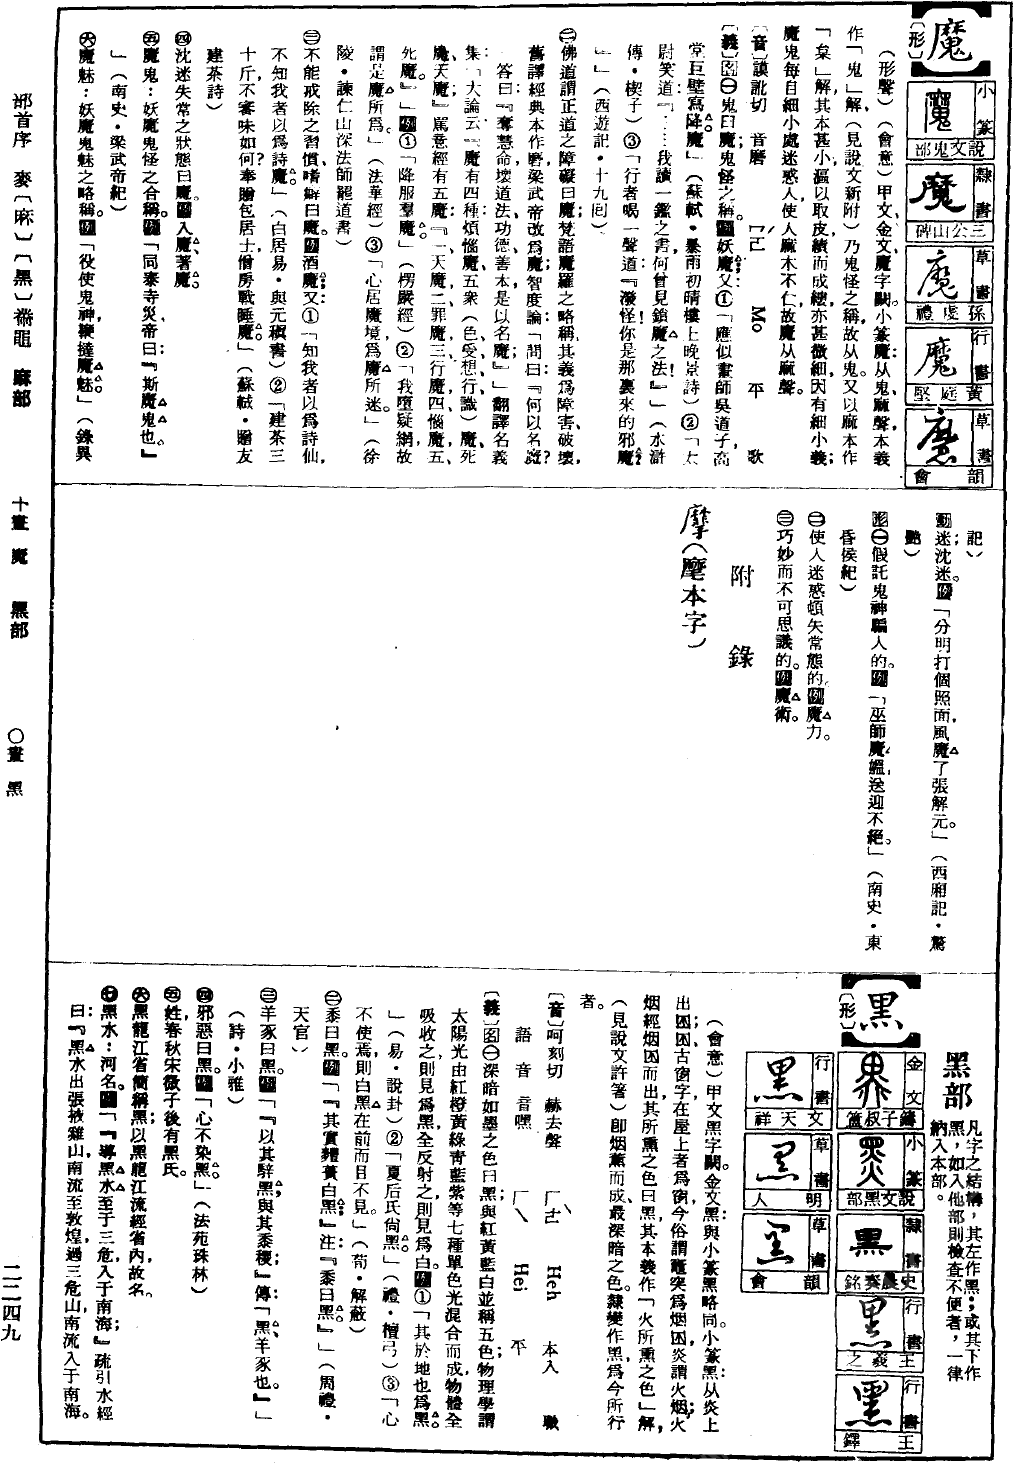 魔
〔形〕
小篆
說文鬼部
隸書
三公山碑
草書
孫虔禮
行書
黃庭堅
草書
韻會
（形聲）（會意）甲文、金文、魔字闕。小篆魔：从鬼，麻聲，本義
作「鬼」解，（見說文新附）乃鬼怪之稱，故从鬼。又以麻本作
「枲」解，其本甚小，漚以取皮，績而成縷，亦甚微細，因有細小義；
魔鬼每自細小處迷惑人，使人麻木不仁，故魔从麻聲。
〔音〕謨訛切　音磨　ㄇㄛˊ　Mo　平　歌
〔義〕名㊀鬼曰魔；鬼怪之稱。例妖魔；又①「應似畫師吳道子，高
堂巨壁寫降魔」（蘇軾・暴雨初晴樓上晚景詩）②「太
尉笑道『……我讀一鑑之書，何曾見鎖魔之法』」（水滸
傳・楔子）③「行者喝一聲道：『潑怪！你是那裏來的邪魔？
』」（西遊記・十九回）
㊁佛道謂正道之障礙曰魔；梵語魔羅之略稱，其義爲障害、破壞，
舊譯經典本作磨，梁武帝改爲魔；智度論「問曰『何以名魔？
』答曰『奪慧命，壞道法、功德、善本，是以名魔；』」翻譯名義
集「大論云『魔有四種：煩惱魔、五衆（色受想行識）魔、死
魔、天魔；』罵意經有五魔『一天魔，二罪魔，三行魔，四惱魔，五
死魔。』」例①「降服羣魔」（楞嚴經）②「我墮疑網，故
謂是魔所爲。」（法華經）③「心居魔境，爲魔所迷。」（徐
陵・諫仁山深法師罷道書）
㊂不能戒除之習慣、嗜癖曰魔。例酒魔；又①「知我者以爲詩仙，
不知我者以爲詩魔」（白居易・與元稹書）②「建茶三
十斤，不審味如何？奉贈包居士，僧房戰睡魔。」（蘇軾・贈友
建茶詩）
㊃沈迷失常之狀態曰魔。例入魔、著魔。
㊄魔鬼：妖魔鬼怪之合稱。例「同泰寺災，帝曰：『斯魔鬼也。』
」（南史・梁武帝紀）
㊅魔魅：妖魔鬼魅之略稱。例「役使鬼神，鞭撻魔魅。」（錄異
記）
動迷；沈迷。例「分明打個照面，風魔了張解元。」（西廂記・驚
豔）
形㊀假託鬼神騙人的。例「巫師魔媼，送迎不絕。」（南史・東
昏侯紀）
㊁使人迷惑頓失常態的。例魔力。
㊂巧妙而不可思議的。例魔術。
附錄
摩（麾本字）
黑部
凡字之結構，其左作黑；或其下作
黑，如入他部則檢查不便者，一律
納入本部。
黑
〔形〕
金文
鑄子叔簠
小篆
說文黑部
隸書
史晨奏銘
行書
王羲之
行書
王鐸
行書
文天祥
草書
明人
草書
韻會
（會意）甲文黑字闕。金文黑：與小篆黑略同。小篆黑：从炎上
出囪；囪：古囱字，在屋上者爲囱，今俗謂竈突爲烟囱，炎謂火，烟火
烟經烟囱而出，其所熏之色曰黑，其本義作「火所熏之色」解，
（見說文許箸）卽烟薰而成，最深暗之色。隸變作黑，爲今所行
者。
〔音〕呵刻切　赫去聲　ㄏㄜˋ　Heh　本入　職
語音　音嘿　ㄏㄟ　Hei　平
〔義〕名㊀深暗如墨之色曰黑；與紅黃藍白並稱五色；物理學謂
太陽光由紅橙黃綠青藍紫等七種單色光混合而成，物體全
吸收之，則見爲黑，全反射之，則見爲白。例①「其於地也爲黑。
」（易・說卦）②「夏后氏尙黑。」（禮・檀弓）③「心
不使焉，則白黑在前而目不見。」（荀・解蔽）
㊁黍曰黑。例「『其實麷蕡白黑。』注：『黍曰黑。』」（周禮・
天官）
㊂羊豕曰黑。例「『以其騂黑，與其黍稷；』傳：「黑、羊豕也。』」
（詩・小雅）
㊃邪惡曰黑。例「心不染黑。」（法苑珠林）
㊄姓，春秋宋微子後有黑氏。
㊅黑龍江省簡稱黑；以黑龍江流經省內，故名。
㊆黑水：河名。例「『導黑水，至于三危，入于南海；』疏引水經
曰：『黑水出張掖雞山，南流至敦煌，過三危山，南流入于南海。
部首序　麥〔麻〕〔黑〕黹黽　麻部
十畫　魔　黑部　〇畫　黑
二二四九